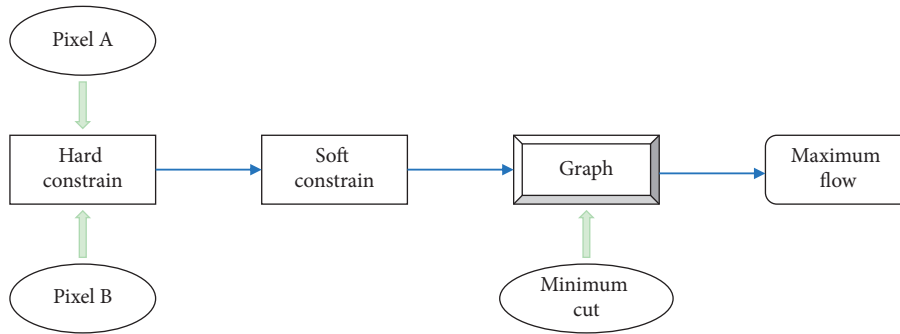 Pixel A
Hard
constrain
Soft
constrain
Graph
Maximum
flow
Pixel B
Minimum
cut